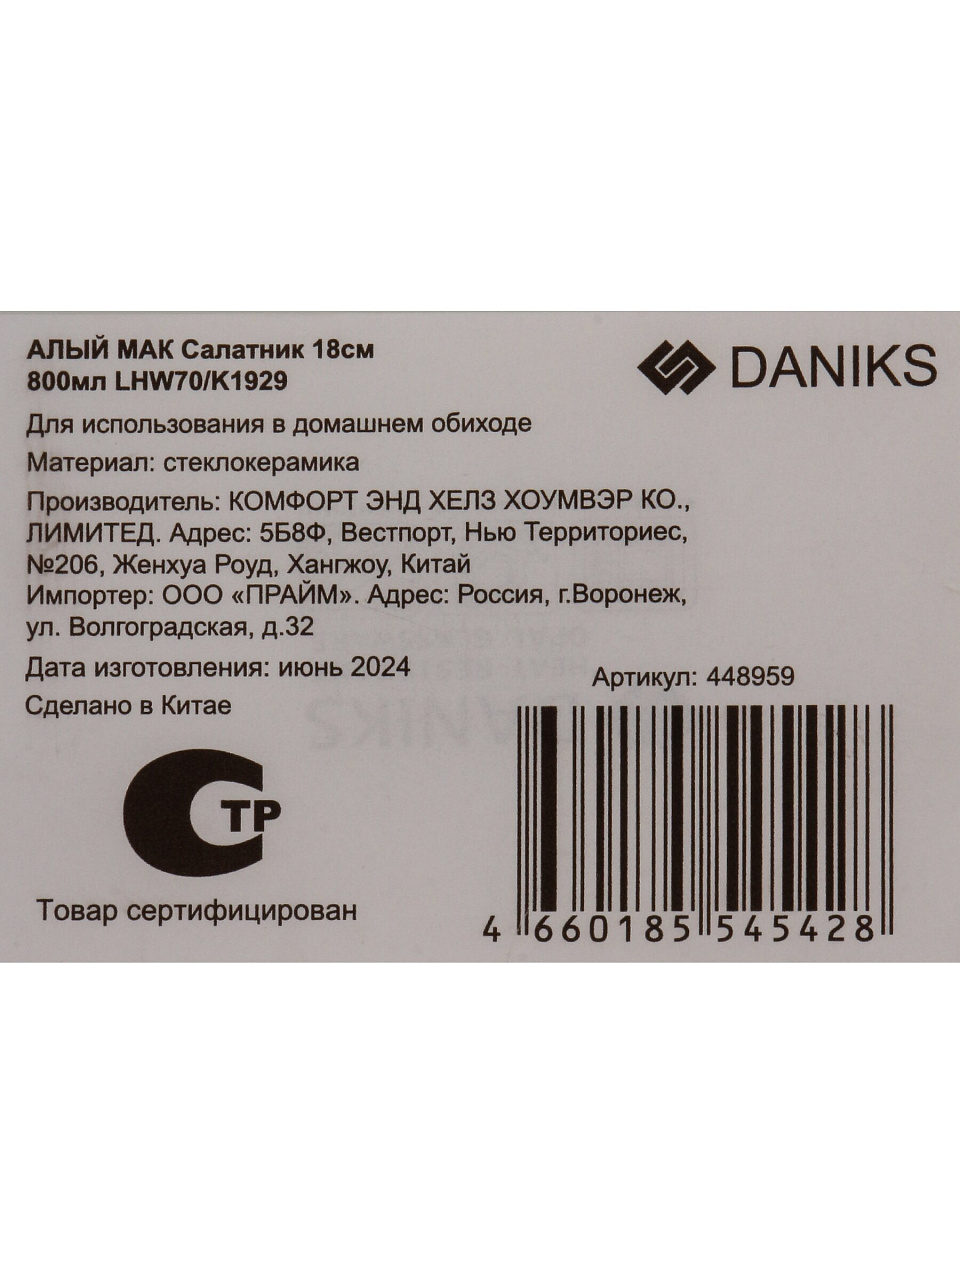 АЛЫЙ МАК Салатник 18см
800мл LHW70/K1929
DANIKS
Для использования в домашнем обиходе
Материал: стеклокерамика
Производитель: КОМФОРТ ЭНД ХЕЛЗ ХОУМВЭР КО.,
ЛИМИТЕД. Адрес: 5Б8Ф, Вестпорт, Нью Территориес,
№206, Женхуа Роуд, Хангжоу, Китай
Импортер: ООО «ПРАЙМ». Адрес: Россия, г.Воронеж,
ул. Волгоградская, д.32
Дата изготовления: июнь 2024
Сделано в Китае
СТР
Товар сертифицирован
Артикул: 448959
4 660185 545428